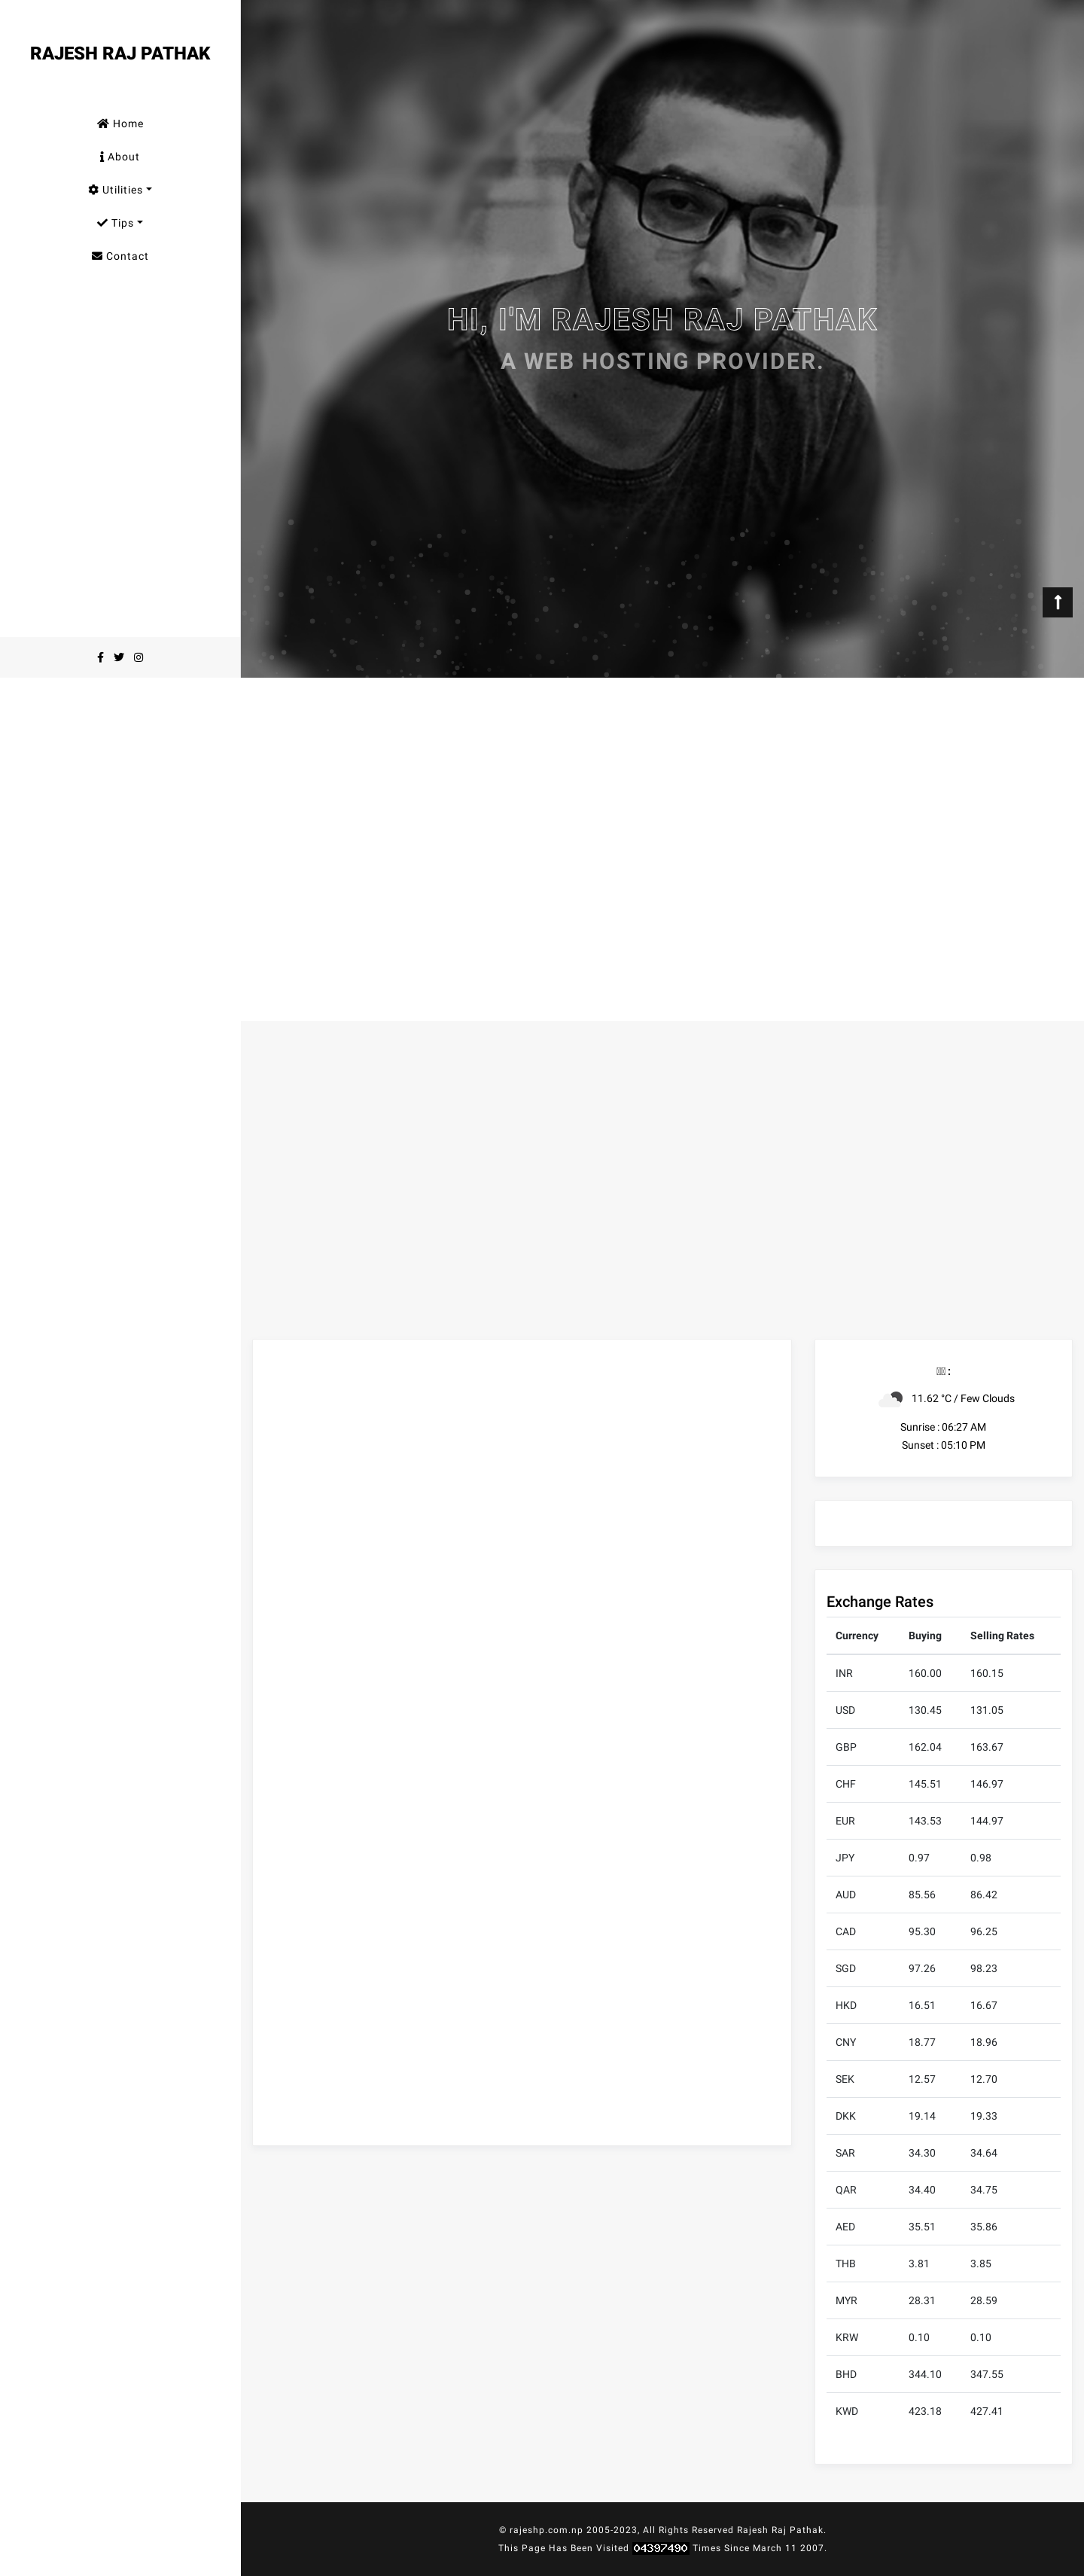 RAJESH RAJ PATHAK
Home
About
Utilities
Tips
Contact
HI, I'M RAJESH RAJ PATHAK
A WEB HOSTING PROVIDER.
:
11.62 °C / Few Clouds
Sunrise : 06:27 AM
Sunset : 05:10 PM
Exchange Rates
Currency Buying Selling Rates
INR 160.00 160.15
USD 130.45 131.05
GBP 162.04 163.67
CHF 145.51 146.97
EUR 143.53 144.97
JPY 0.97 0.98
AUD 85.56 86.42
CAD 95.30 96.25
SGD 97.26 98.23
HKD 16.51 16.67
CNY 18.77 18.96
SEK 12.57 12.70
DKK 19.14 19.33
SAR 34.30 34.64
QAR 34.40 34.75
AED 35.51 35.86
THB 3.81 3.85
MYR 28.31 28.59
KRW 0.10 0.10
BHD 344.10 347.55
KWD 423.18 427.41
© rajeshp.com.np 2005-2023, All Rights Reserved Rajesh Raj Pathak.
This Page Has Been Visited 04397490 Times Since March 11 2007.